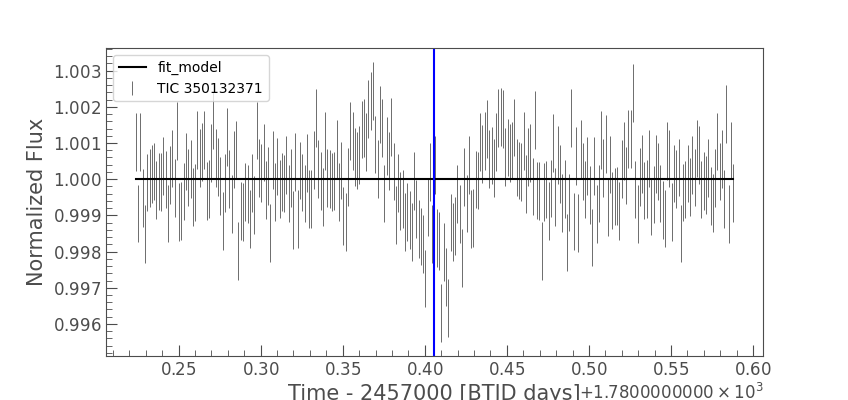 fit_model
TIC 350132371
1.003
1.002
1.001
1.000
0.999
0.998
0.997
0.996
Normalized Flux
0.25 0.30 0.35 0.40 0.45 0.50 0.55 0.60
Time - 2457000 [BTJD days]
+1.7800000000 × 10³